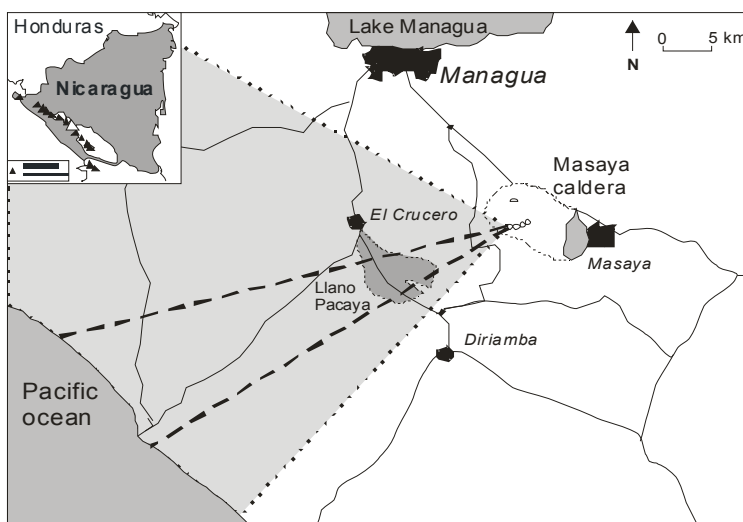 Honduras
Nicaragua
Lake Managua
Managua
N
0 5 km
Masaya
caldera
El Crucero
Masaya
Llano
Pacaya
Diriamba
Pacific
ocean